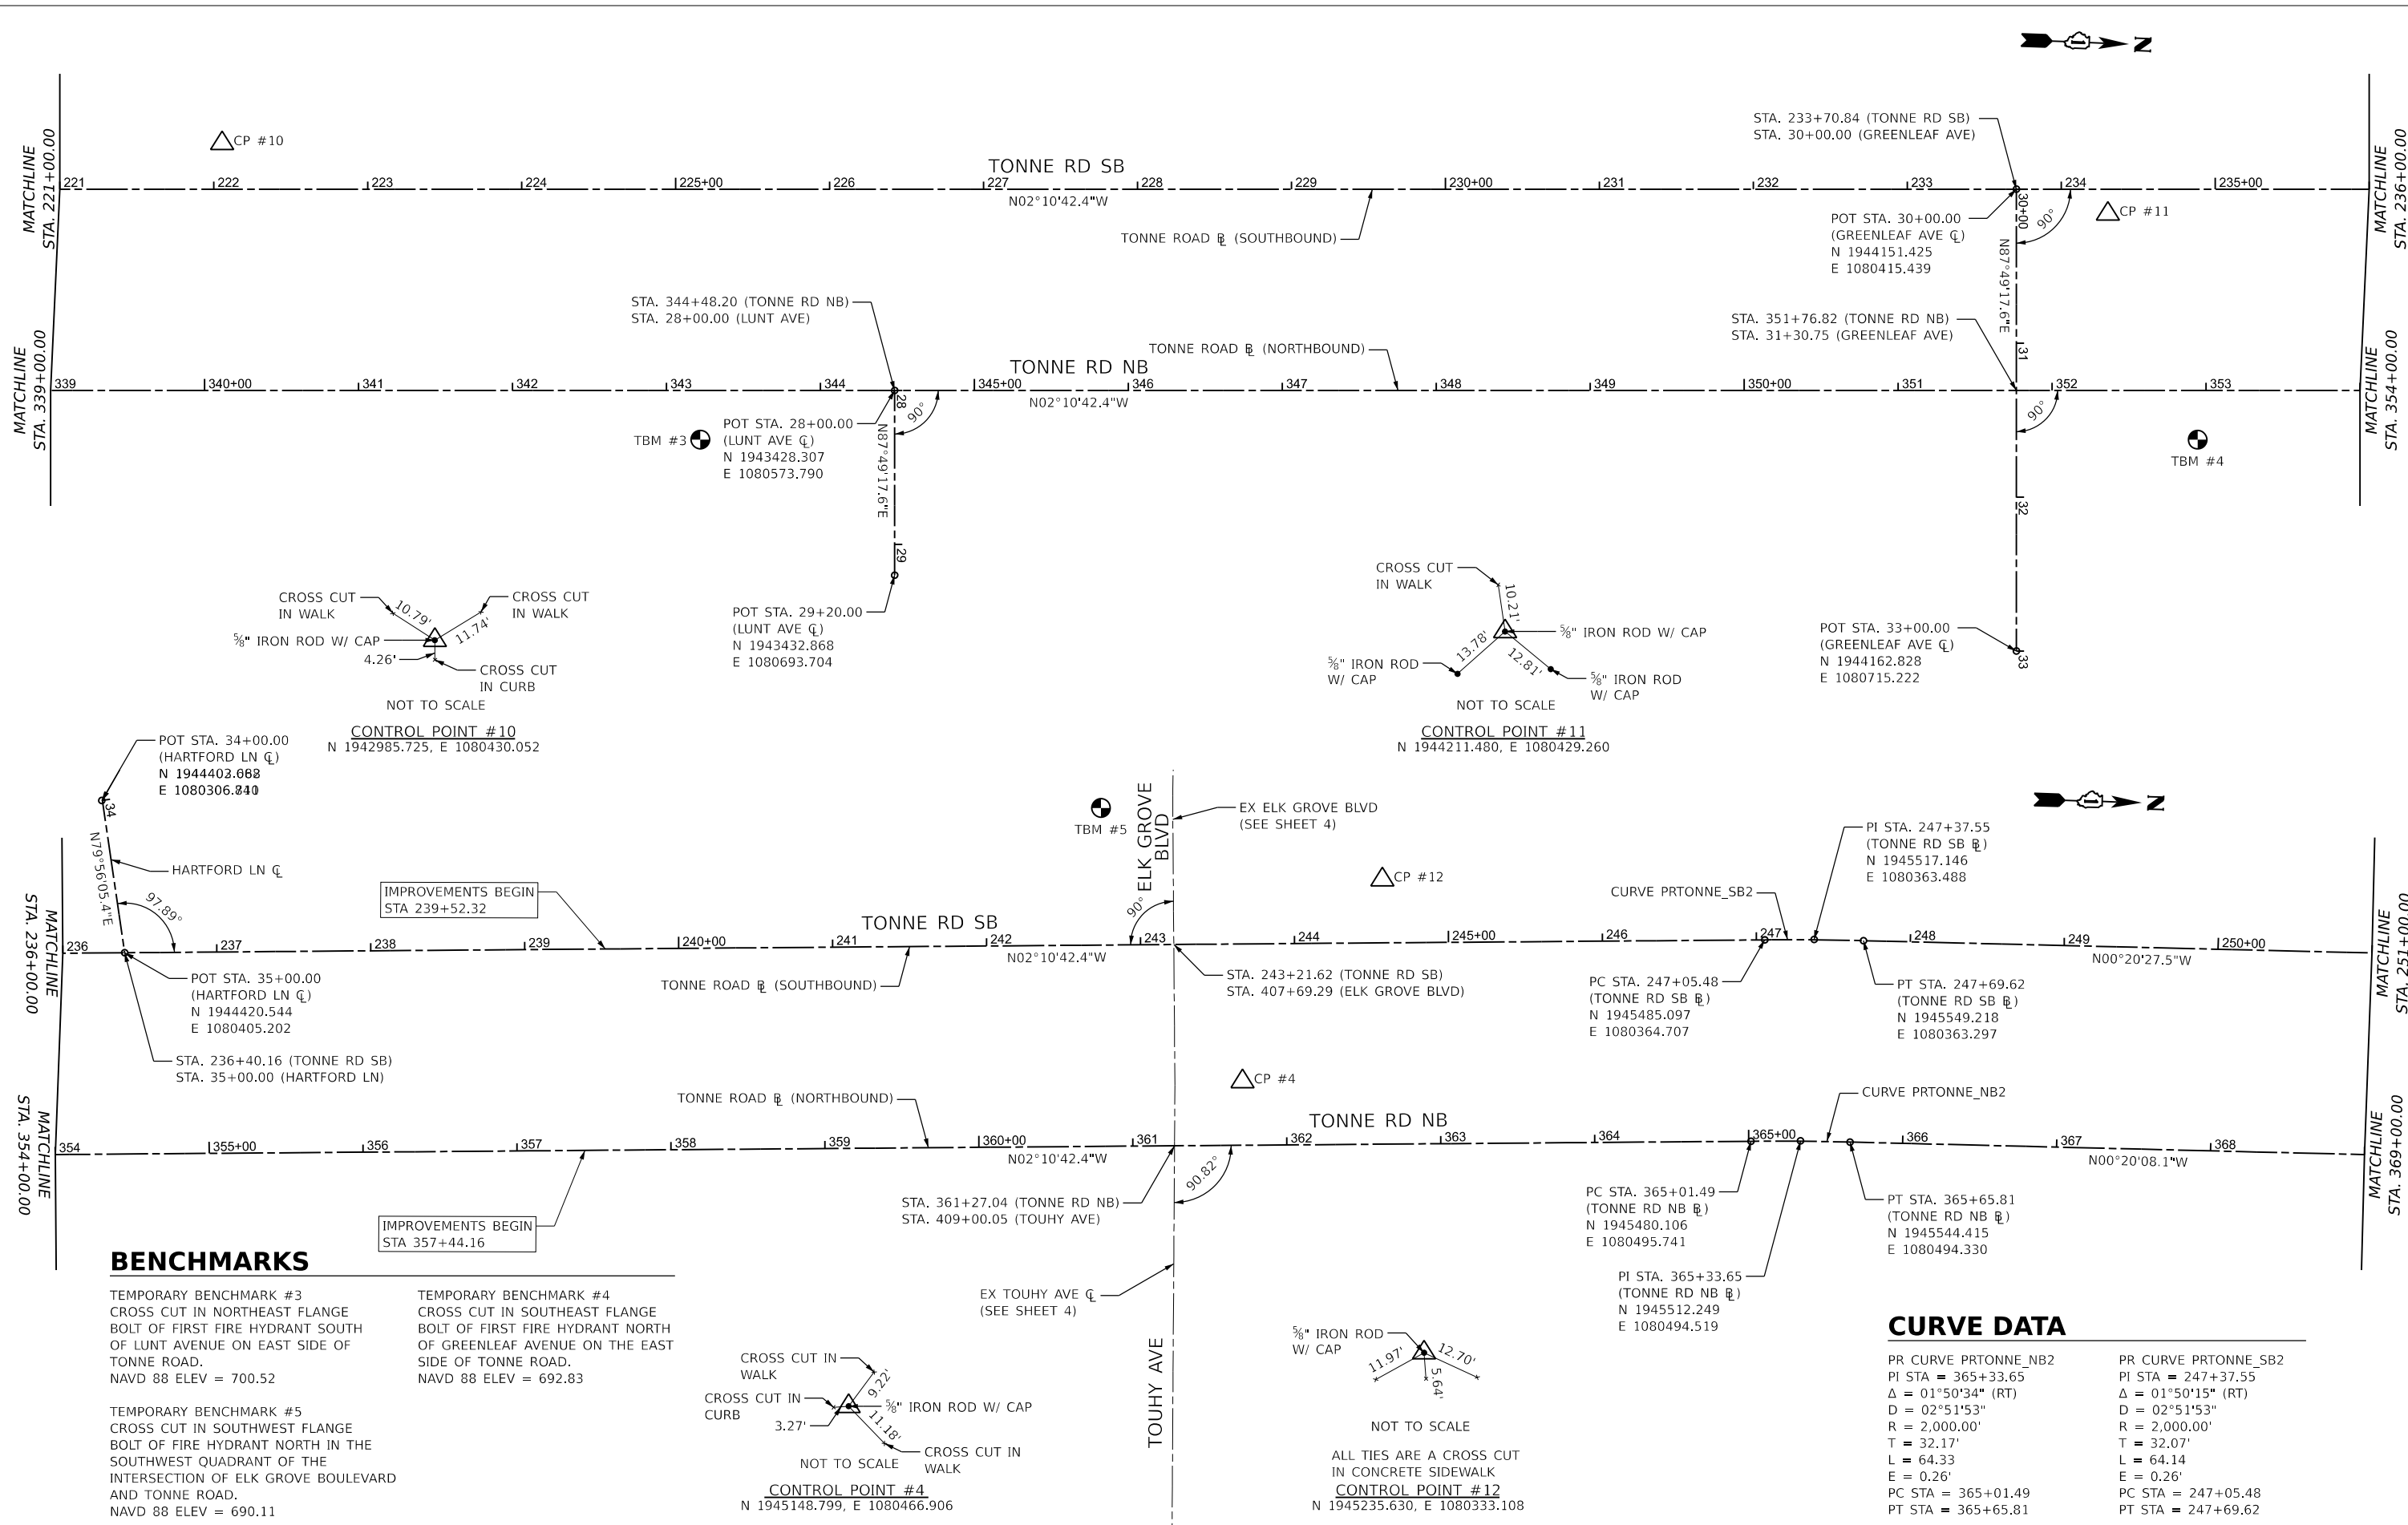 N
MATCHLINE
STA. 221+00.00
MATCHLINE
STA. 236+00.00
CP #10
STA. 233+70.84 (TONNE RD SB)
STA. 30+00.00 (GREENLEAF AVE)
TONNE RD SB
221
222
223
224
225+00
226
227
228
229
230+00
231
232
233
234
235+00
N02°10'42.4"W
TONNE ROAD BL (SOUTHBOUND)
30+00
90°
CP #11
POT STA. 30+00.00
(GREENLEAF AVE CL)
N 1944151.425
E 1080415.439
N87°49'17.6"E
31
MATCHLINE
STA. 339+00.00
MATCHLINE
STA. 354+00.00
STA. 344+48.20 (TONNE RD NB)
STA. 28+00.00 (LUNT AVE)
STA. 351+76.82 (TONNE RD NB)
STA. 31+30.75 (GREENLEAF AVE)
TONNE ROAD BL (NORTHBOUND)
TONNE RD NB
339
340+00
341
342
343
344
345+00
346
347
348
349
350+00
351
352
353
N02°10'42.4"W
28
90°
90°
TBM #3
POT STA. 28+00.00
(LUNT AVE CL)
N 1943428.307
E 1080573.790
N87°49'17.6"E
29
TBM #4
32
33
POT STA. 29+20.00
(LUNT AVE CL)
N 1943432.868
E 1080693.704
POT STA. 33+00.00
(GREENLEAF AVE CL)
N 1944162.828
E 1080715.222
CROSS CUT
IN WALK
10.79'
11.74'
CROSS CUT
IN WALK
⅝" IRON ROD W/ CAP
4.26'
CROSS CUT
IN CURB
NOT TO SCALE
CONTROL POINT #10
N 1942985.725, E 1080430.052
CROSS CUT
IN WALK
10.21'
⅝" IRON ROD W/ CAP
13.78'
12.81'
⅝" IRON ROD
W/ CAP
⅝" IRON ROD
W/ CAP
NOT TO SCALE
CONTROL POINT #11
N 1944211.480, E 1080429.260
POT STA. 34+00.00
(HARTFORD LN CL)
34
N79°56'05.4"E
HARTFORD LN CL
97.89°
IMPROVEMENTS BEGIN
STA 239+52.32
TBM #5
ELK GROVE
BLVD
EX ELK GROVE BLVD
(SEE SHEET 4)
90°
CP #12
N
PI STA. 247+37.55
(TONNE RD SB BL)
N 1945517.146
E 1080363.488
CURVE PRTONNE_SB2
MATCHLINE
STA. 236+00.00
MATCHLINE
STA. 251+00.00
TONNE RD SB
236
237
238
239
240+00
241
242
243
244
245+00
246
247
248
249
250+00
N02°10'42.4"W
N00°20'27.5"W
POT STA. 35+00.00
(HARTFORD LN CL)
N 1944420.544
E 1080405.202
TONNE ROAD BL (SOUTHBOUND)
STA. 243+21.62 (TONNE RD SB)
STA. 407+69.29 (ELK GROVE BLVD)
PC STA. 247+05.48
(TONNE RD SB BL)
N 1945485.097
E 1080364.707
PT STA. 247+69.62
(TONNE RD SB BL)
N 1945549.218
E 1080363.297
STA. 236+40.16 (TONNE RD SB)
STA. 35+00.00 (HARTFORD LN)
CP #4
CURVE PRTONNE_NB2
TONNE ROAD BL (NORTHBOUND)
TONNE RD NB
MATCHLINE
STA. 354+00.00
MATCHLINE
STA. 369+00.00
354
355+00
356
357
358
359
360+00
361
362
363
364
365+00
366
367
368
N02°10'42.4"W
N00°20'08.1"W
90.82°
STA. 361+27.04 (TONNE RD NB)
STA. 409+00.05 (TOUHY AVE)
PC STA. 365+01.49
(TONNE RD NB BL)
N 1945480.106
E 1080495.741
PT STA. 365+65.81
(TONNE RD NB BL)
N 1945544.415
E 1080494.330
IMPROVEMENTS BEGIN
STA 357+44.16
PI STA. 365+33.65
(TONNE RD NB BL)
N 1945512.249
E 1080494.519
EX TOUHY AVE CL
(SEE SHEET 4)
TOUHY AVE
BENCHMARKS
TEMPORARY BENCHMARK #3
CROSS CUT IN NORTHEAST FLANGE
BOLT OF FIRST FIRE HYDRANT SOUTH
OF LUNT AVENUE ON EAST SIDE OF
TONNE ROAD.
NAVD 88 ELEV = 700.52
TEMPORARY BENCHMARK #4
CROSS CUT IN SOUTHEAST FLANGE
BOLT OF FIRST FIRE HYDRANT NORTH
OF GREENLEAF AVENUE ON THE EAST
SIDE OF TONNE ROAD.
NAVD 88 ELEV = 692.83
TEMPORARY BENCHMARK #5
CROSS CUT IN SOUTHWEST FLANGE
BOLT OF FIRE HYDRANT NORTH IN THE
SOUTHWEST QUADRANT OF THE
INTERSECTION OF ELK GROVE BOULEVARD
AND TONNE ROAD.
NAVD 88 ELEV = 690.11
CROSS CUT IN
WALK
9.22'
CROSS CUT IN
CURB
⅝" IRON ROD W/ CAP
3.27'
11.18'
CROSS CUT IN
WALK
NOT TO SCALE
CONTROL POINT #4
N 1945148.799, E 1080466.906
⅝" IRON ROD
W/ CAP
11.97'
12.70'
5.64'
NOT TO SCALE
ALL TIES ARE A CROSS CUT
IN CONCRETE SIDEWALK
CONTROL POINT #12
N 1945235.630, E 1080333.108
CURVE DATA
PR CURVE PRTONNE_NB2
PI STA = 365+33.65
Δ = 01°50'34" (RT)
D = 02°51'53"
R = 2,000.00'
T = 32.17'
L = 64.33
E = 0.26'
PC STA = 365+01.49
PT STA = 365+65.81
PR CURVE PRTONNE_SB2
PI STA = 247+37.55
Δ = 01°50'15" (RT)
D = 02°51'53"
R = 2,000.00'
T = 32.07'
L = 64.14
E = 0.26'
PC STA = 247+05.48
PT STA = 247+69.62